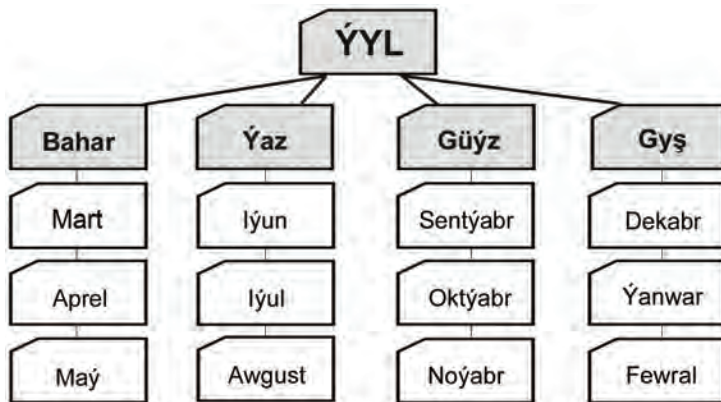 ÝYL
Bahar Ýaz Güýz Gyş
Mart Iýun Sentýabr Dekabr
Aprel Iýul Oktýabr Ýanwar
Maý Awgust Noýabr Fewral